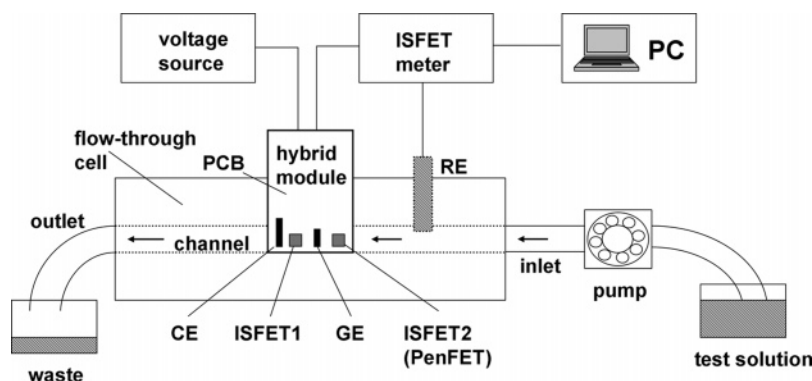 voltage
source
ISFET
meter
PC
flow-through
cell
PCB
hybrid
module
RE
outlet
channel
inlet
pump
CE
ISFET1
GE
ISFET2
(PenFET)
waste
test solution